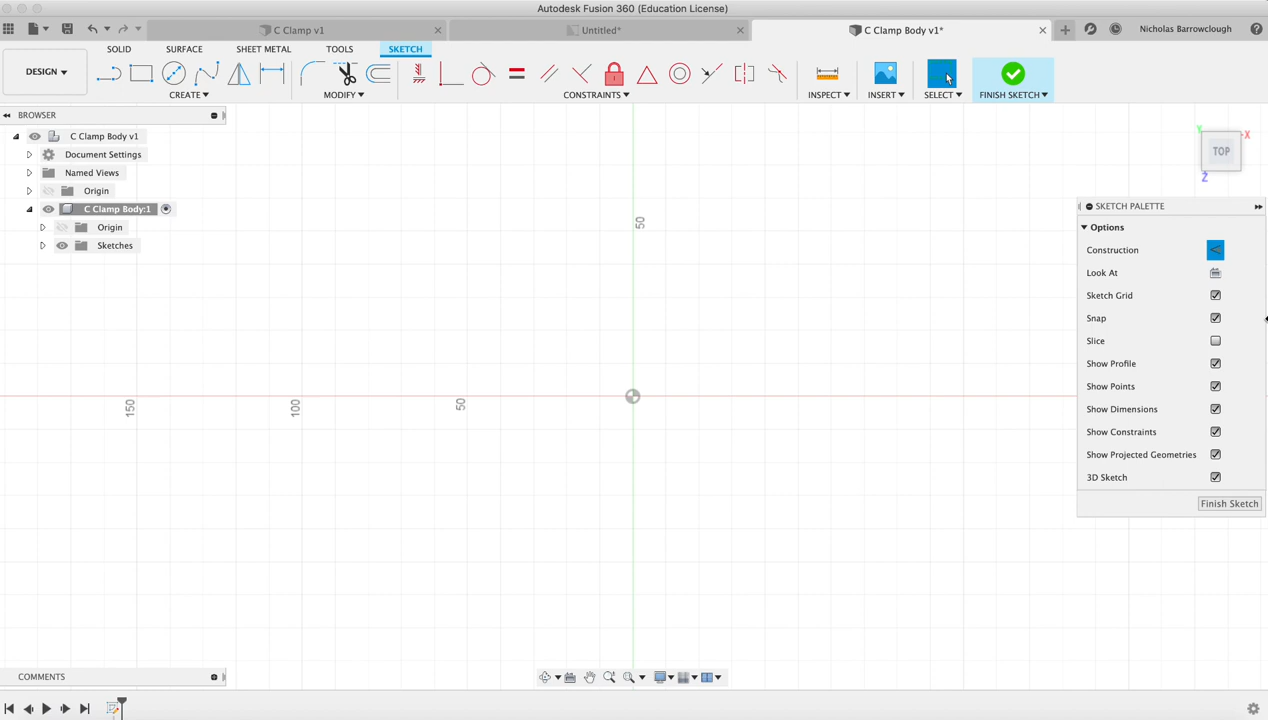 Autodesk Fusion 360 (Education License)
C Clamp v1
Untitled*
C Clamp Body v1*
Nicholas Barrowclough
DESIGN
SOLID
SURFACE
SHEET METAL
TOOLS
SKETCH
CREATE
MODIFY
CONSTRAINTS
INSPECT
INSERT
SELECT
FINISH SKETCH
BROWSER
C Clamp Body v1
Document Settings
Named Views
Origin
C Clamp Body:1
Origin
Sketches
50
150
100
50
Y
X
TOP
Z
SKETCH PALETTE
Options
Construction
Look At
Sketch Grid
Snap
Slice
Show Profile
Show Points
Show Dimensions
Show Constraints
Show Projected Geometries
3D Sketch
Finish Sketch
COMMENTS